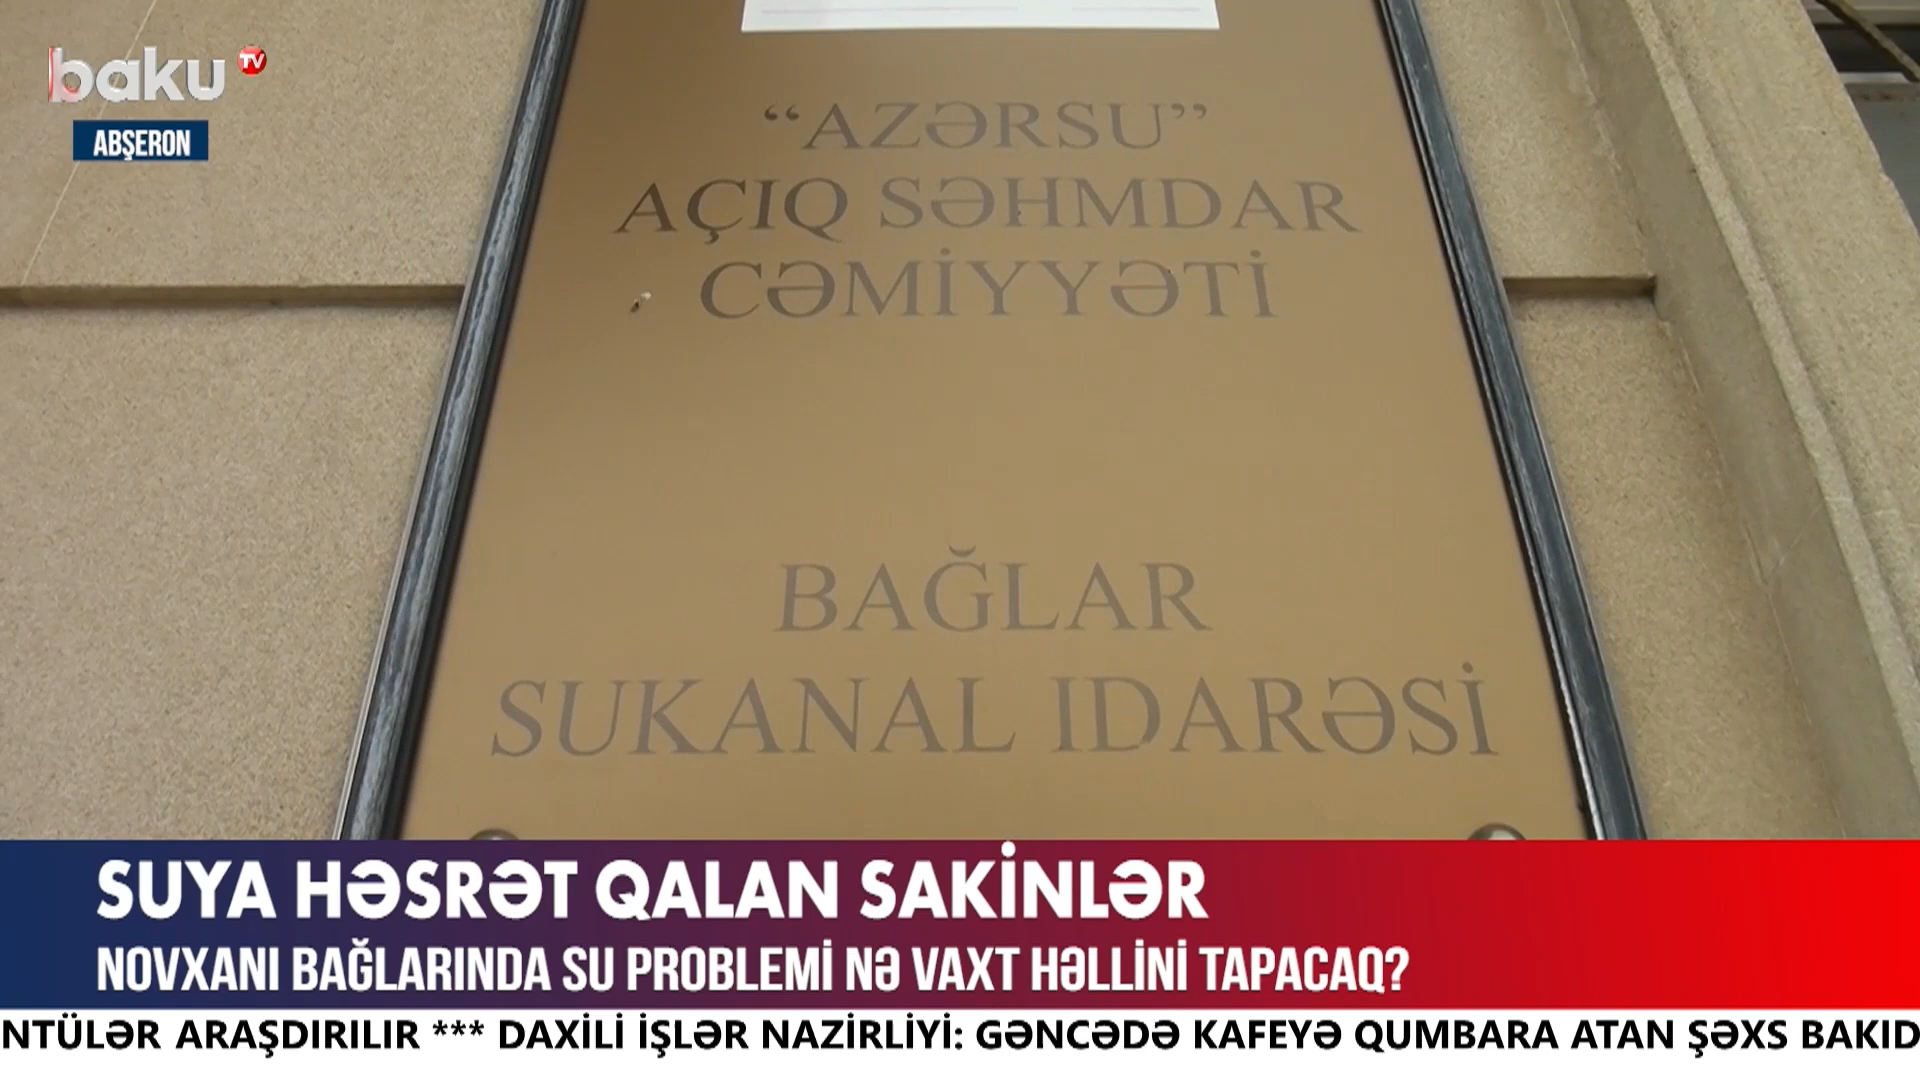 baku TV
ABŞERON
“AZƏRSU”
AÇIQ SƏHMDAR
CƏMİYYƏTİ
BAĞLAR
SUKANAL IDARƏSİ
SUYA HƏSRƏT QALAN SAKİNLƏR
NOVXANI BAĞLARINDA SU PROBLEMİ NƏ VAXT HƏLLİNİ TAPACAQ?
NTÜLƏR ARAŞDIRILIR *** DAXİLİ İŞLƏR NAZİRLİYİ: GƏNCƏDƏ KAFEYƏ QUMBARA ATAN ŞƏXS BAKID